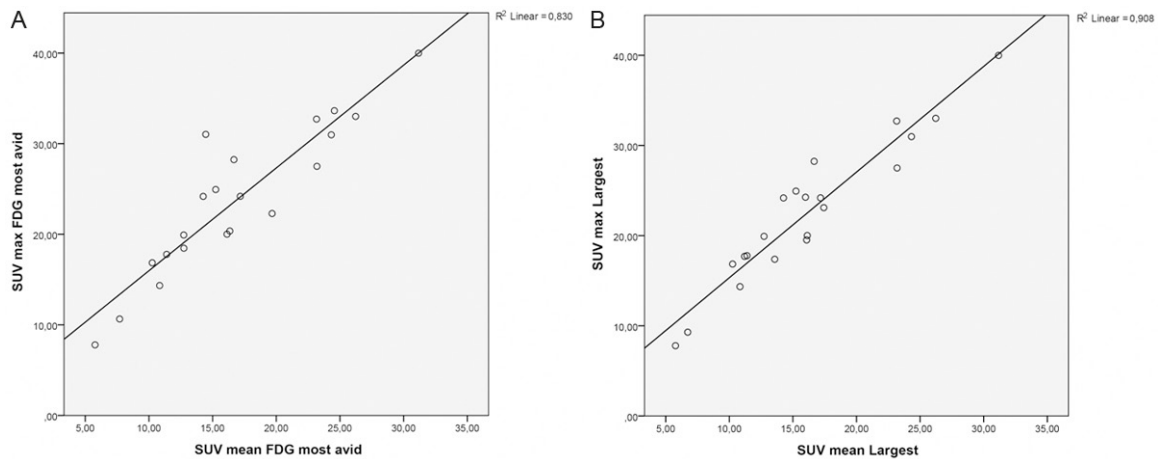 A
R² Linear = 0,830
SUV max FDG most avid
40,00
30,00
20,00
10,00
,00
5,00 10,00 15,00 20,00 25,00 30,00 35,00
SUV mean FDG most avid
B
R² Linear = 0,908
SUV max Largest
40,00
30,00
20,00
10,00
,00
5,00 10,00 15,00 20,00 25,00 30,00 35,00
SUV mean Largest